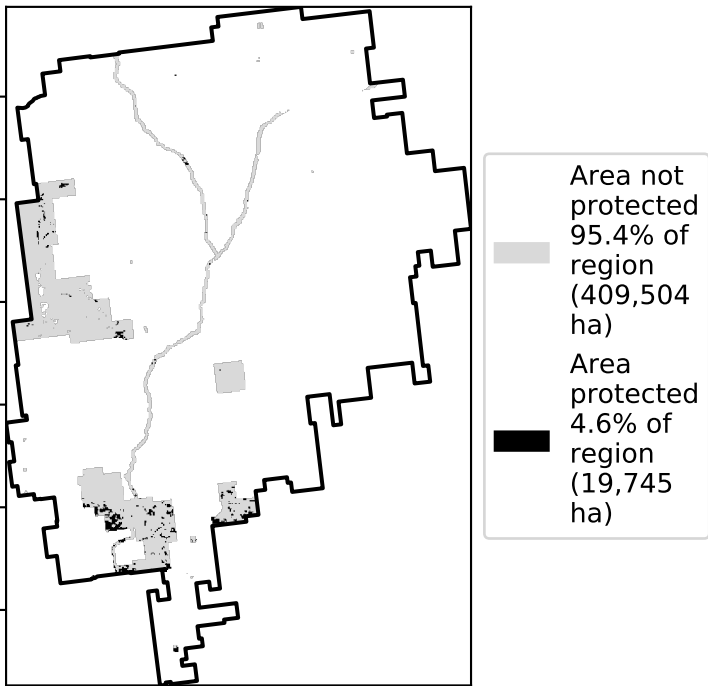 Area not
protected
95.4% of
region
(409,504
ha)
Area
protected
4.6% of
region
(19,745
ha)